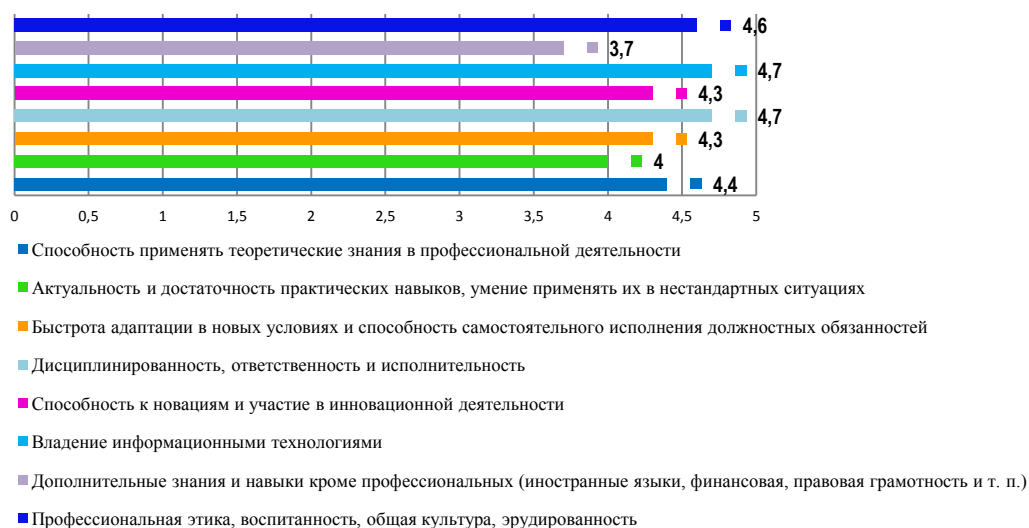 4,6
3,7
4,7
4,3
4,7
4,3
4
4,4
0 0,5 1 1,5 2 2,5 3 3,5 4 4,5 5
Способность применять теоретические знания в профессиональной деятельности
Актуальность и достаточность практических навыков, умение применять их в нестандартных ситуациях
Быстрота адаптации в новых условиях и способность самостоятельного исполнения должностных обязанностей
Дисциплинированность, ответственность и исполнительность
Способность к новациям и участие в инновационной деятельности
Владение информационными технологиями
Дополнительные знания и навыки кроме профессиональных (иностранные языки, финансовая, правовая грамотность и т. п.)
Профессиональная этика, воспитанность, общая культура, эрудированность